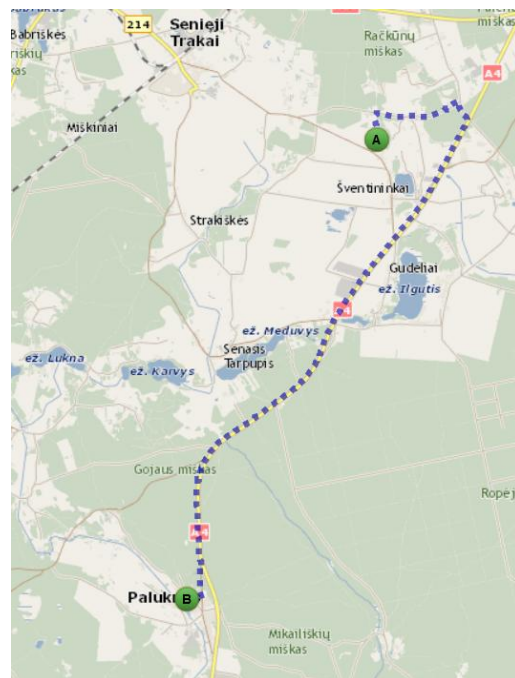 Senieji
Trakai
214
Babriškės
Račkūnų
miškas
miškas
A4
Miškiniai
A
Šventininkai
Strakiškės
Gudeliai
ež. Ilgutis
ež. Meduvys
ež. Lukna
Senasis
Tarpupis
ež. Karvys
Gojaus miškas
A4
B
Mikailiškių
miškas